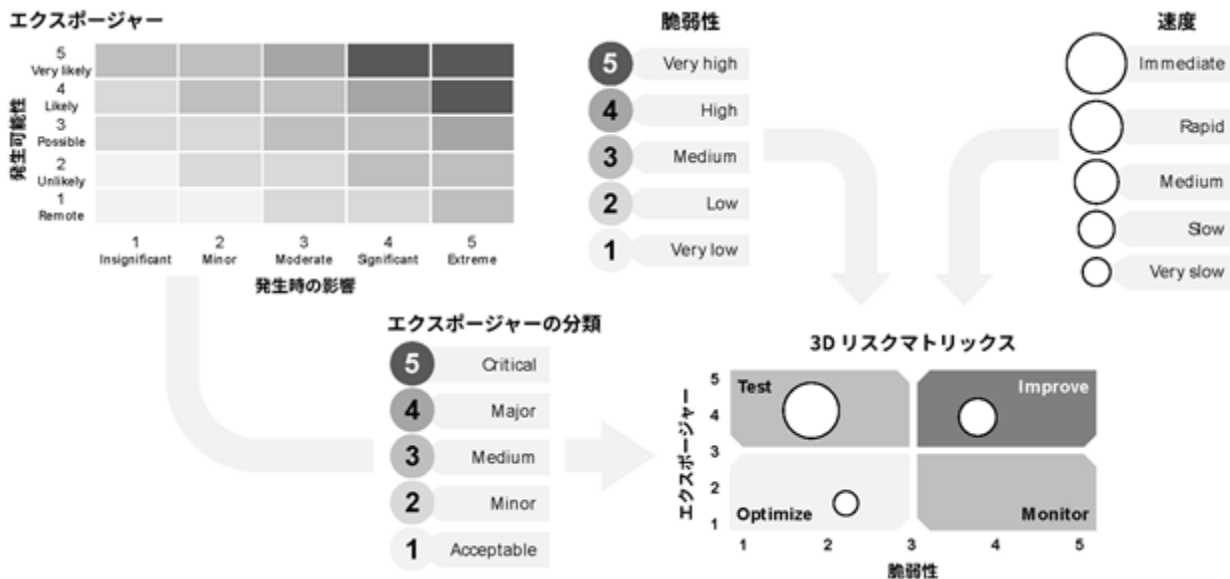 エクスポージャー
発生可能性
5
Very likely
4
Likely
3
Possible
2
Unlikely
1
Remote
1
Insignificant
2
Minor
3
Moderate
4
Significant
5
Extreme
発生時の影響
脆弱性
5 Very high
4 High
3 Medium
2 Low
1 Very low
速度
Immediate
Rapid
Medium
Slow
Very slow
エクスポージャーの分類
5 Critical
4 Major
3 Medium
2 Minor
1 Acceptable
3D リスクマトリックス
エクスポージャー
5
4
3
2
1
Test
Improve
Optimize
Monitor
1 2 3 4 5
脆弱性